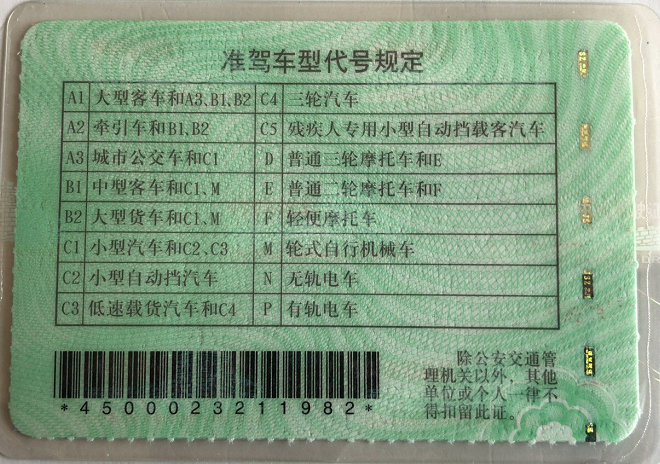 准驾车型代号规定
A1 大型客车和A3、B1、B2 C4 三轮汽车
A2 牵引车和B1、B2 C5 残疾人专用小型自动挡载客汽车
A3 城市公交车和C1 D 普通三轮摩托车和E
B1 中型客车和C1、M E 普通二轮摩托车和F
B2 大型货车和C1、M F 轻便摩托车
C1 小型汽车和C2、C3 M 轮式自行机械车
C2 小型自动挡汽车 N 无轨电车
C3 低速载货汽车和C4 P 有轨电车
除公安交通管
理机关以外，其他
单位或个人一律不
得扣留此证。
*4500023211982*